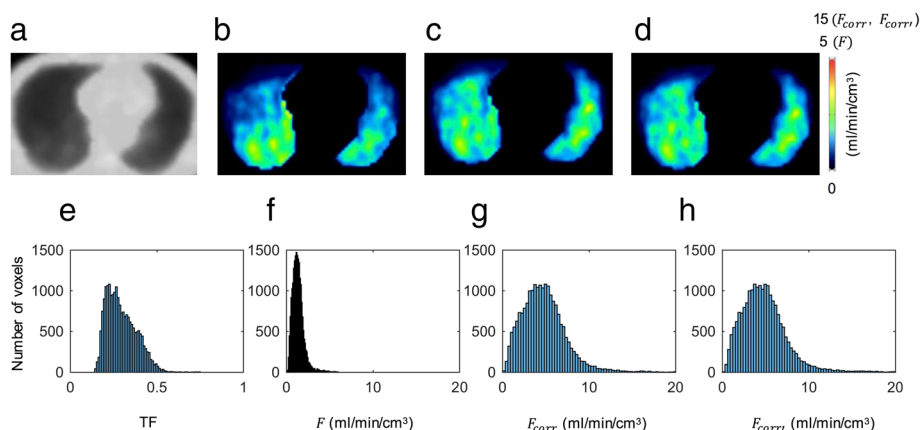 a
b
c
d
15 (F_corr, F_corr′)
5 (F)
(ml/min/cm³)
0
e
f
g
h
Number of voxels
1500
1000
500
0
0 0.5 1
TF
1500
1000
500
0
0 10 20
F (ml/min/cm³)
1500
1000
500
0
0 10 20
F_corr (ml/min/cm³)
1500
1000
500
0
0 10 20
F_corr′ (ml/min/cm³)